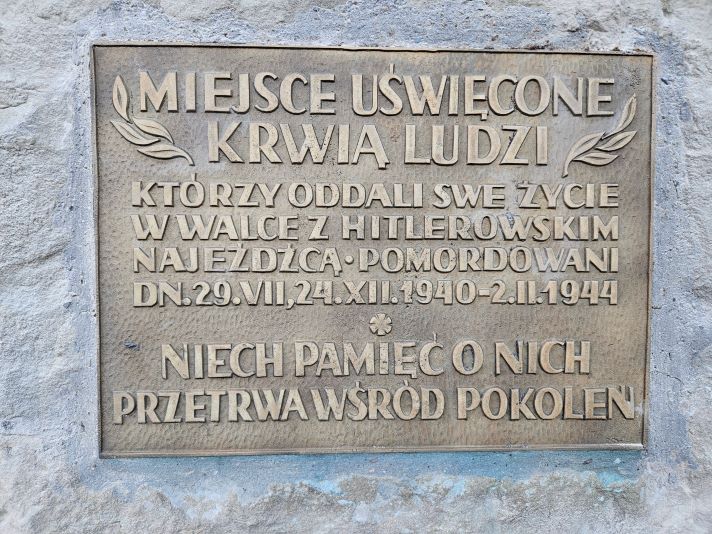 MIEJSCE UŚWIĘCONE
KRWIĄ LUDZI
KTÓRZY ODDALI SWE ŻYCIE
W WALCE Z HITLEROWSKIM
NAJEŹDŹCĄ·POMORDOWANI
DN.29.VII,24.XII.1940-2.II.1944
NIECH PAMIĘĆ O NICH
PRZETRWA WŚRÓD POKOLEŃ